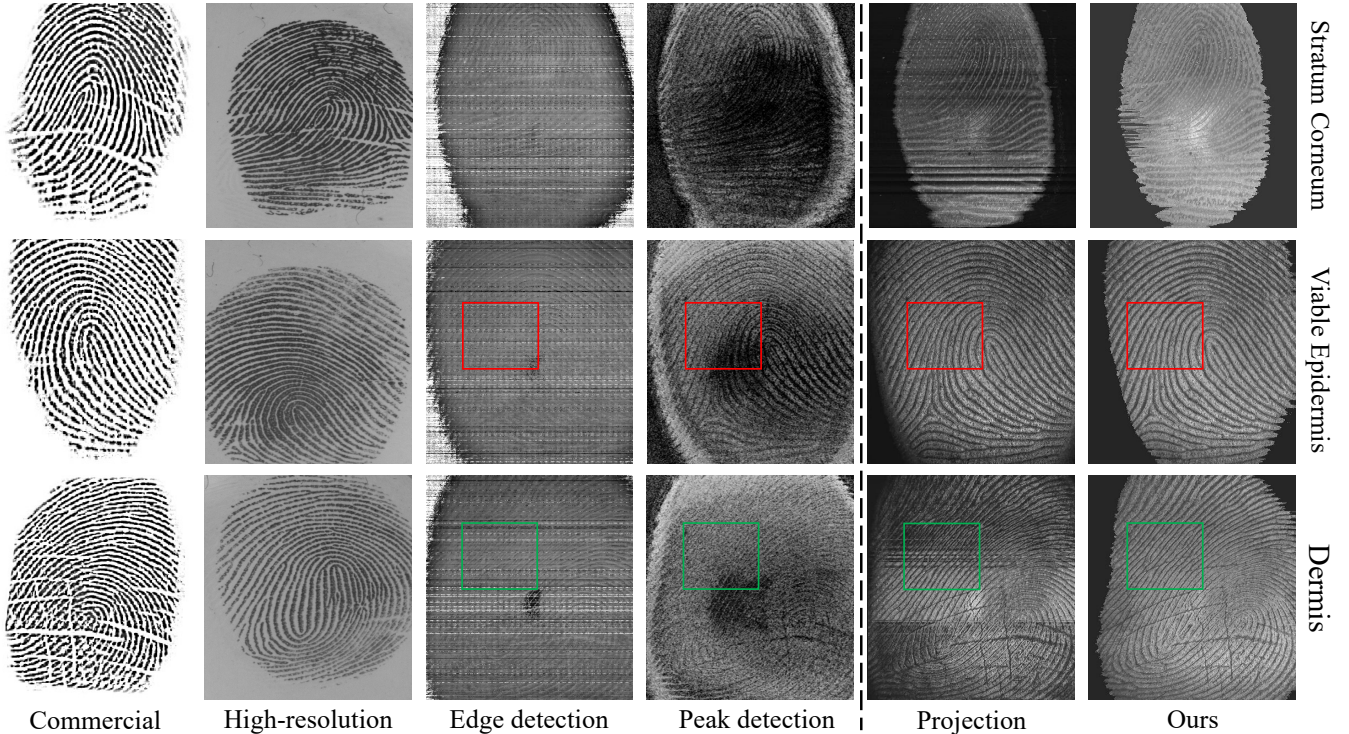 Stratum Corneum
Viable Epidermis
Dermis
Commercial
High-resolution
Edge detection
Peak detection
Projection
Ours